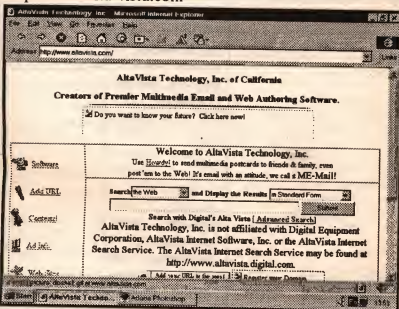 AltaVista Technology, Inc. - Microsoft Internet Explorer
File Edit View Go Favorites Help
Address http://www.altavista.com/
Links
AltaVista Technology, Inc. of California
Creators of Premier Multimedia Email and Web Authoring Software.
Do you want to know your future? Click here now!
Welcome to AltaVista Technology, Inc.
Use Howdy! to send multimedia postcards to friends & family, even
post 'em to the Web! It's email with an attitude, we call it ME-Mail!
Software
Add URL
Contest!
Ad Info.
Web Sites
Search the Web and Display the Results in Standard Form
Submit
Search with Digital's Alta Vista [ Advanced Search]
AltaVista Technology, Inc. is not affiliated with Digital Equipment
Corporation, AltaVista Internet Software, Inc. or the AltaVista Internet
Search Service. The AltaVista Internet Search Service may be found at
http://www.altavista.digital.com.
Register your Domain
Start
AltaVista Techno...
Adobe Photoshop